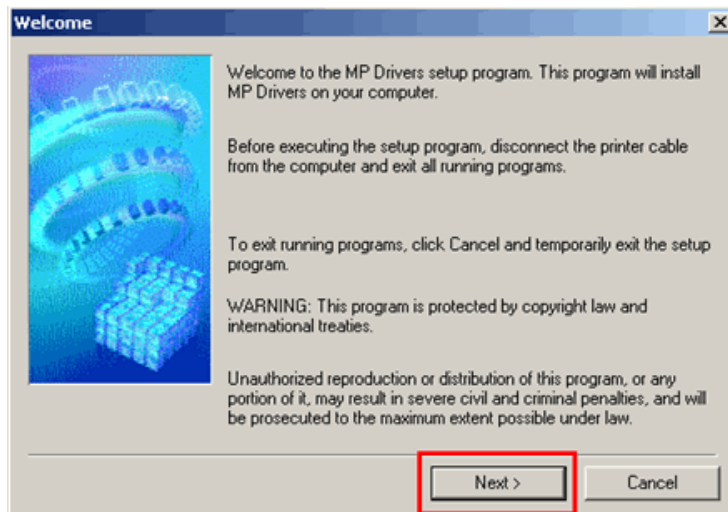 Welcome
Welcome to the MP Drivers setup program. This program will install
MP Drivers on your computer.
Before executing the setup program, disconnect the printer cable
from the computer and exit all running programs.
To exit running programs, click Cancel and temporarily exit the setup
program.
WARNING: This program is protected by copyright law and
international treaties.
Unauthorized reproduction or distribution of this program, or any
portion of it, may result in severe civil and criminal penalties, and will
be prosecuted to the maximum extent possible under law.
Next >
Cancel